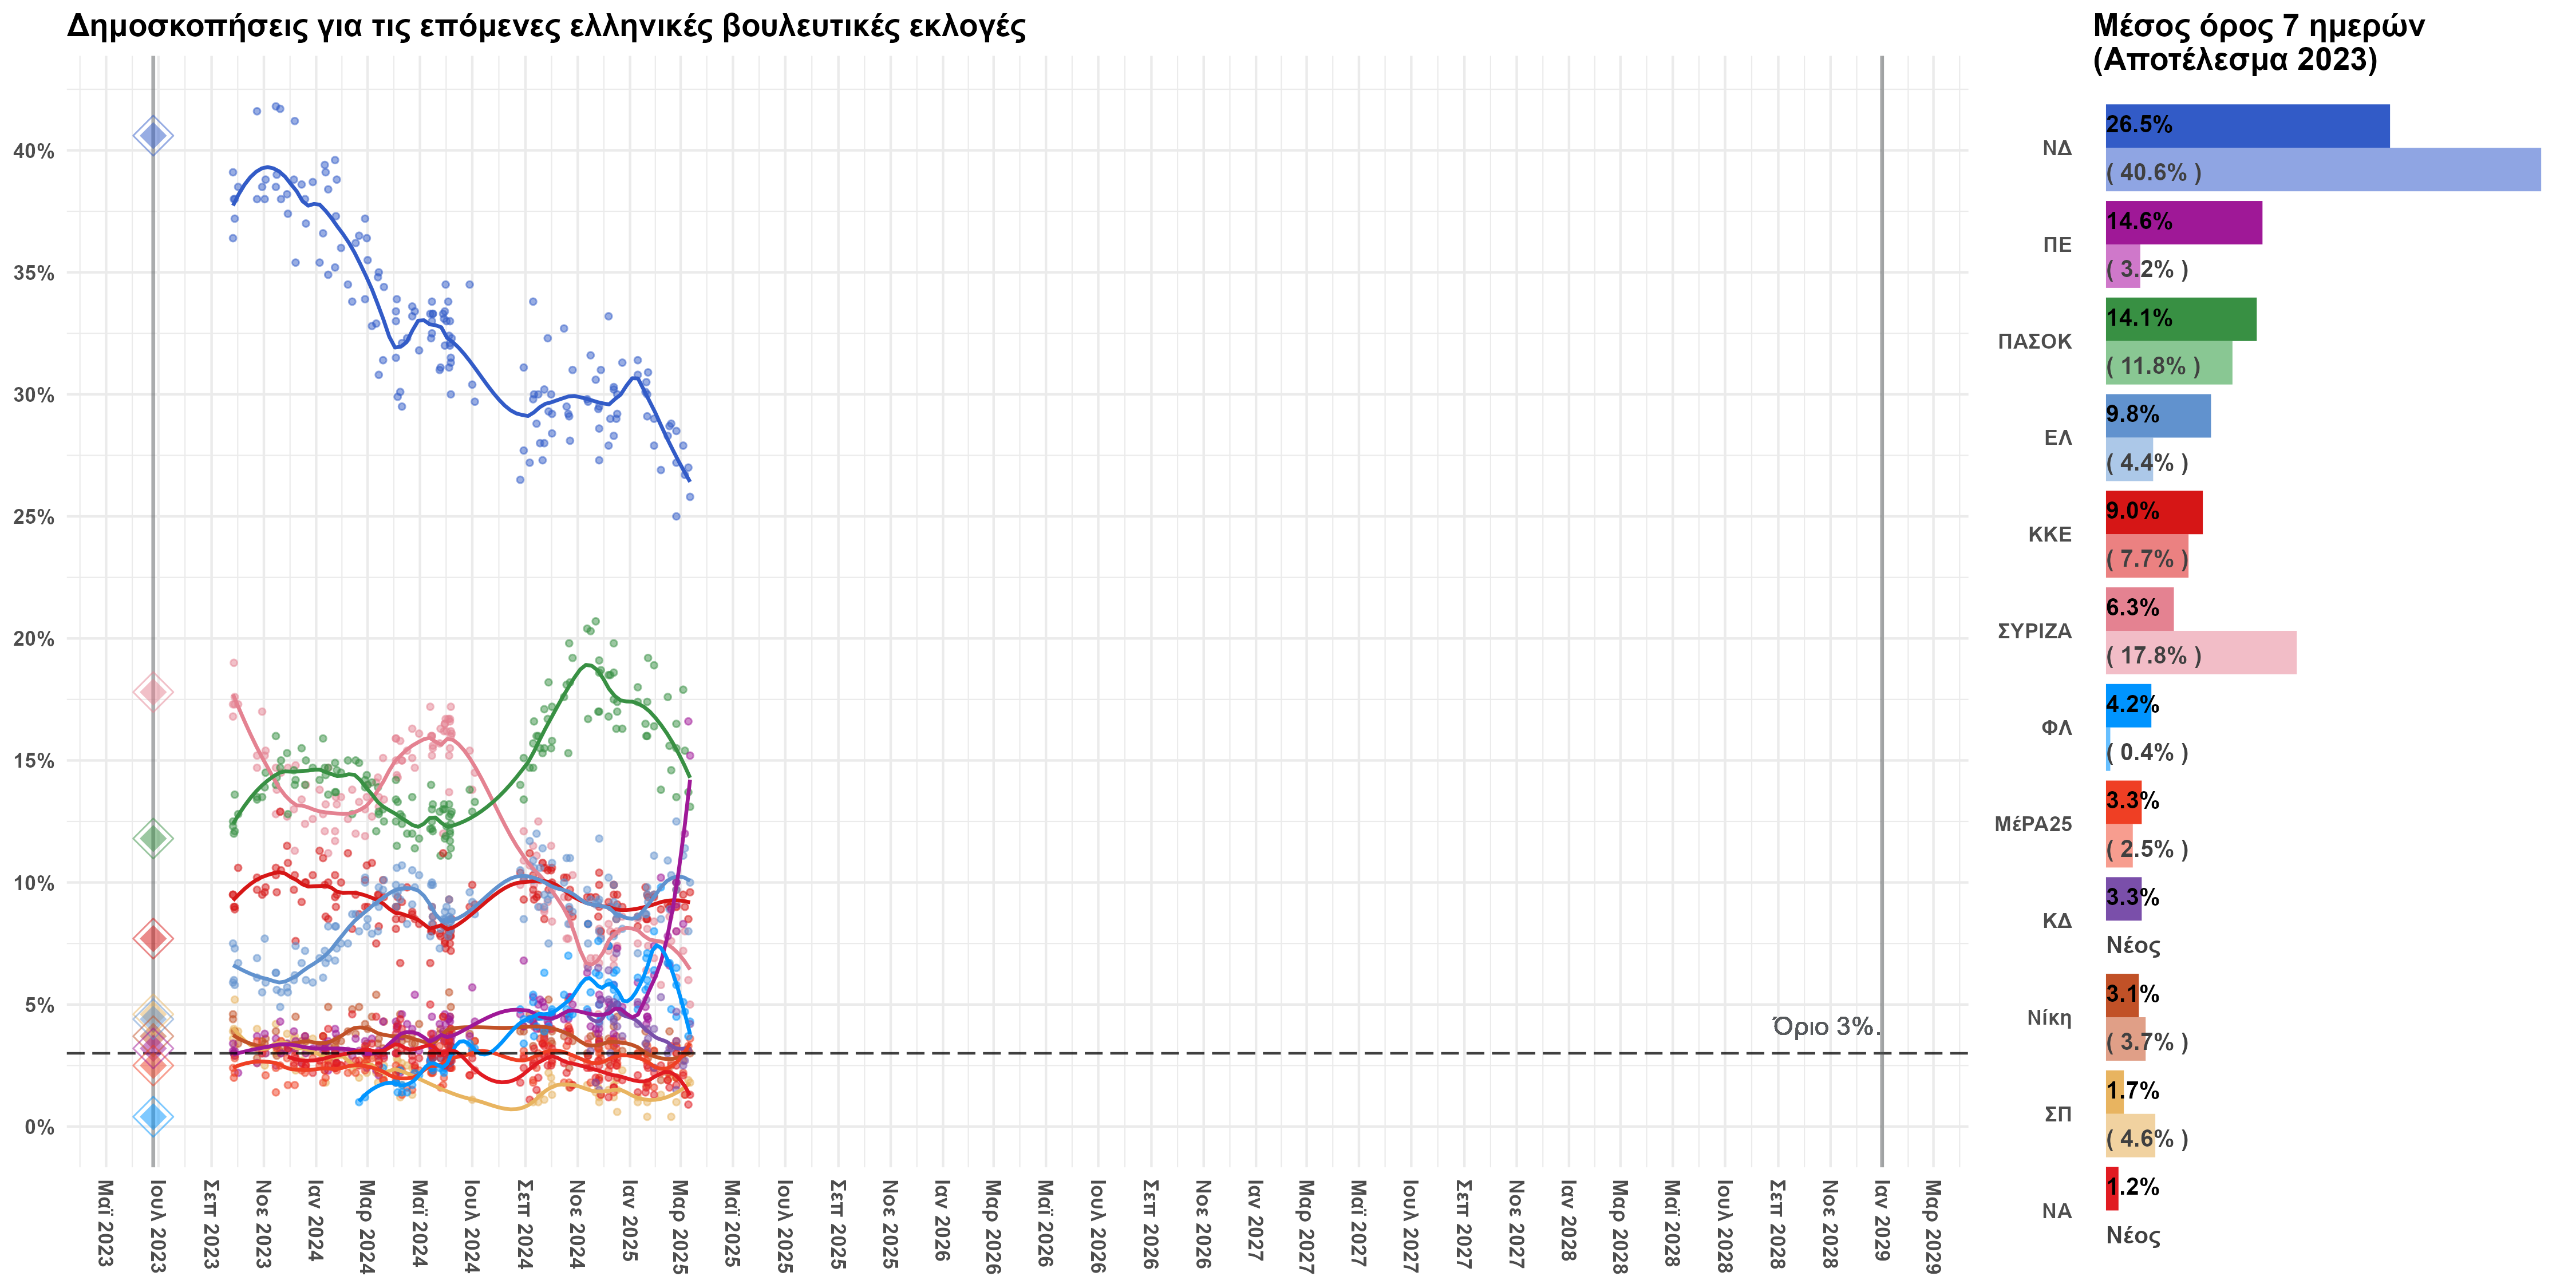 Δημοσκοπήσεις για τις επόμενες ελληνικές βουλευτικές εκλογές
40%
35%
30%
25%
20%
15%
10%
5%
0%
Όριο 3%.
Μαϊ 2023
Ιουλ 2023
Σεπ 2023
Νοε 2023
Ιαν 2024
Μαρ 2024
Μαϊ 2024
Ιουλ 2024
Σεπ 2024
Νοε 2024
Ιαν 2025
Μαρ 2025
Μαϊ 2025
Ιουλ 2025
Σεπ 2025
Νοε 2025
Ιαν 2026
Μαρ 2026
Μαϊ 2026
Ιουλ 2026
Σεπ 2026
Νοε 2026
Ιαν 2027
Μαρ 2027
Μαϊ 2027
Ιουλ 2027
Σεπ 2027
Νοε 2027
Ιαν 2028
Μαρ 2028
Μαϊ 2028
Ιουλ 2028
Σεπ 2028
Νοε 2028
Ιαν 2029
Μαρ 2029
Μέσος όρος 7 ημερών
(Αποτέλεσμα 2023)
ΝΔ
26.5%
( 40.6% )
ΠΕ
14.6%
( 3.2% )
ΠΑΣΟΚ
14.1%
( 11.8% )
ΕΛ
9.8%
( 4.4% )
ΚΚΕ
9.0%
( 7.7% )
ΣΥΡΙΖΑ
6.3%
( 17.8% )
ΦΛ
4.2%
( 0.4% )
ΜέΡΑ25
3.3%
( 2.5% )
ΚΔ
3.3%
Νέος
Νίκη
3.1%
( 3.7% )
ΣΠ
1.7%
( 4.6% )
ΝΑ
1.2%
Νέος